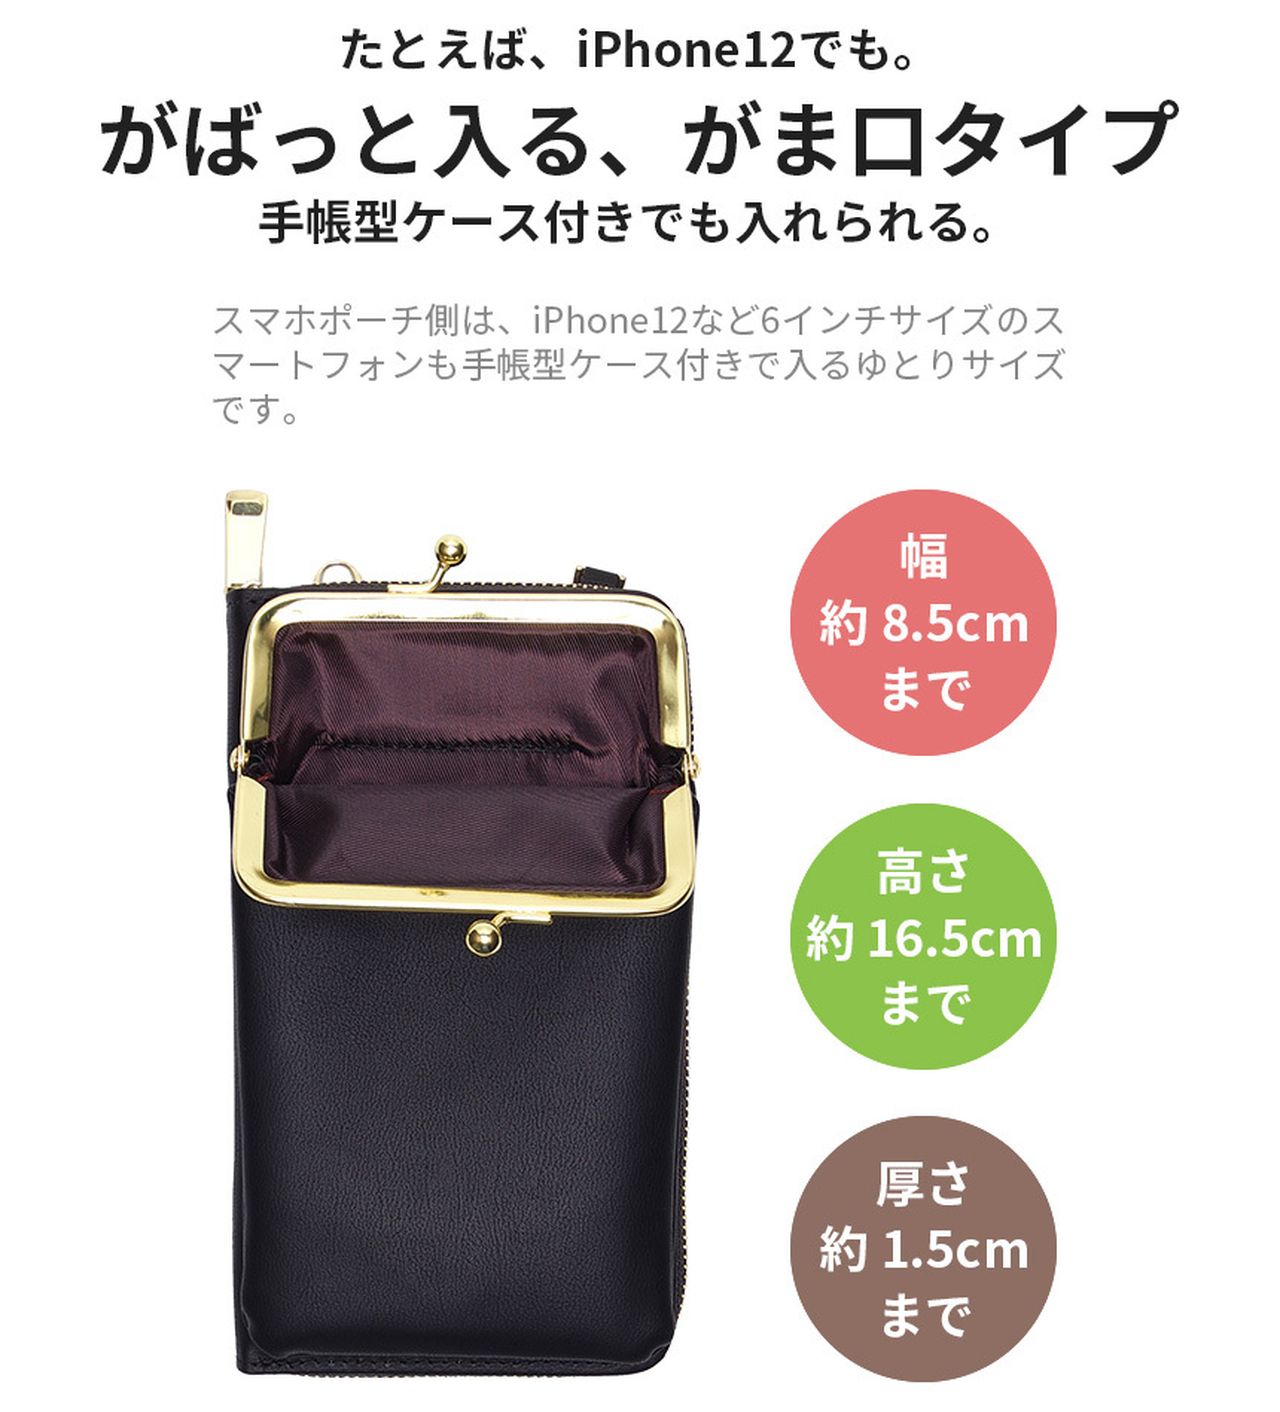 たとえば、iPhone12でも。
がばっと入る、がま口タイプ
手帳型ケース付きでも入れられる。
スマホポーチ側は、iPhone12など6インチサイズのス
マートフォンも手帳型ケース付きで入るゆとりサイズ
です。
幅
約 8.5cm
まで
高さ
約 16.5cm
まで
厚さ
約 1.5cm
まで